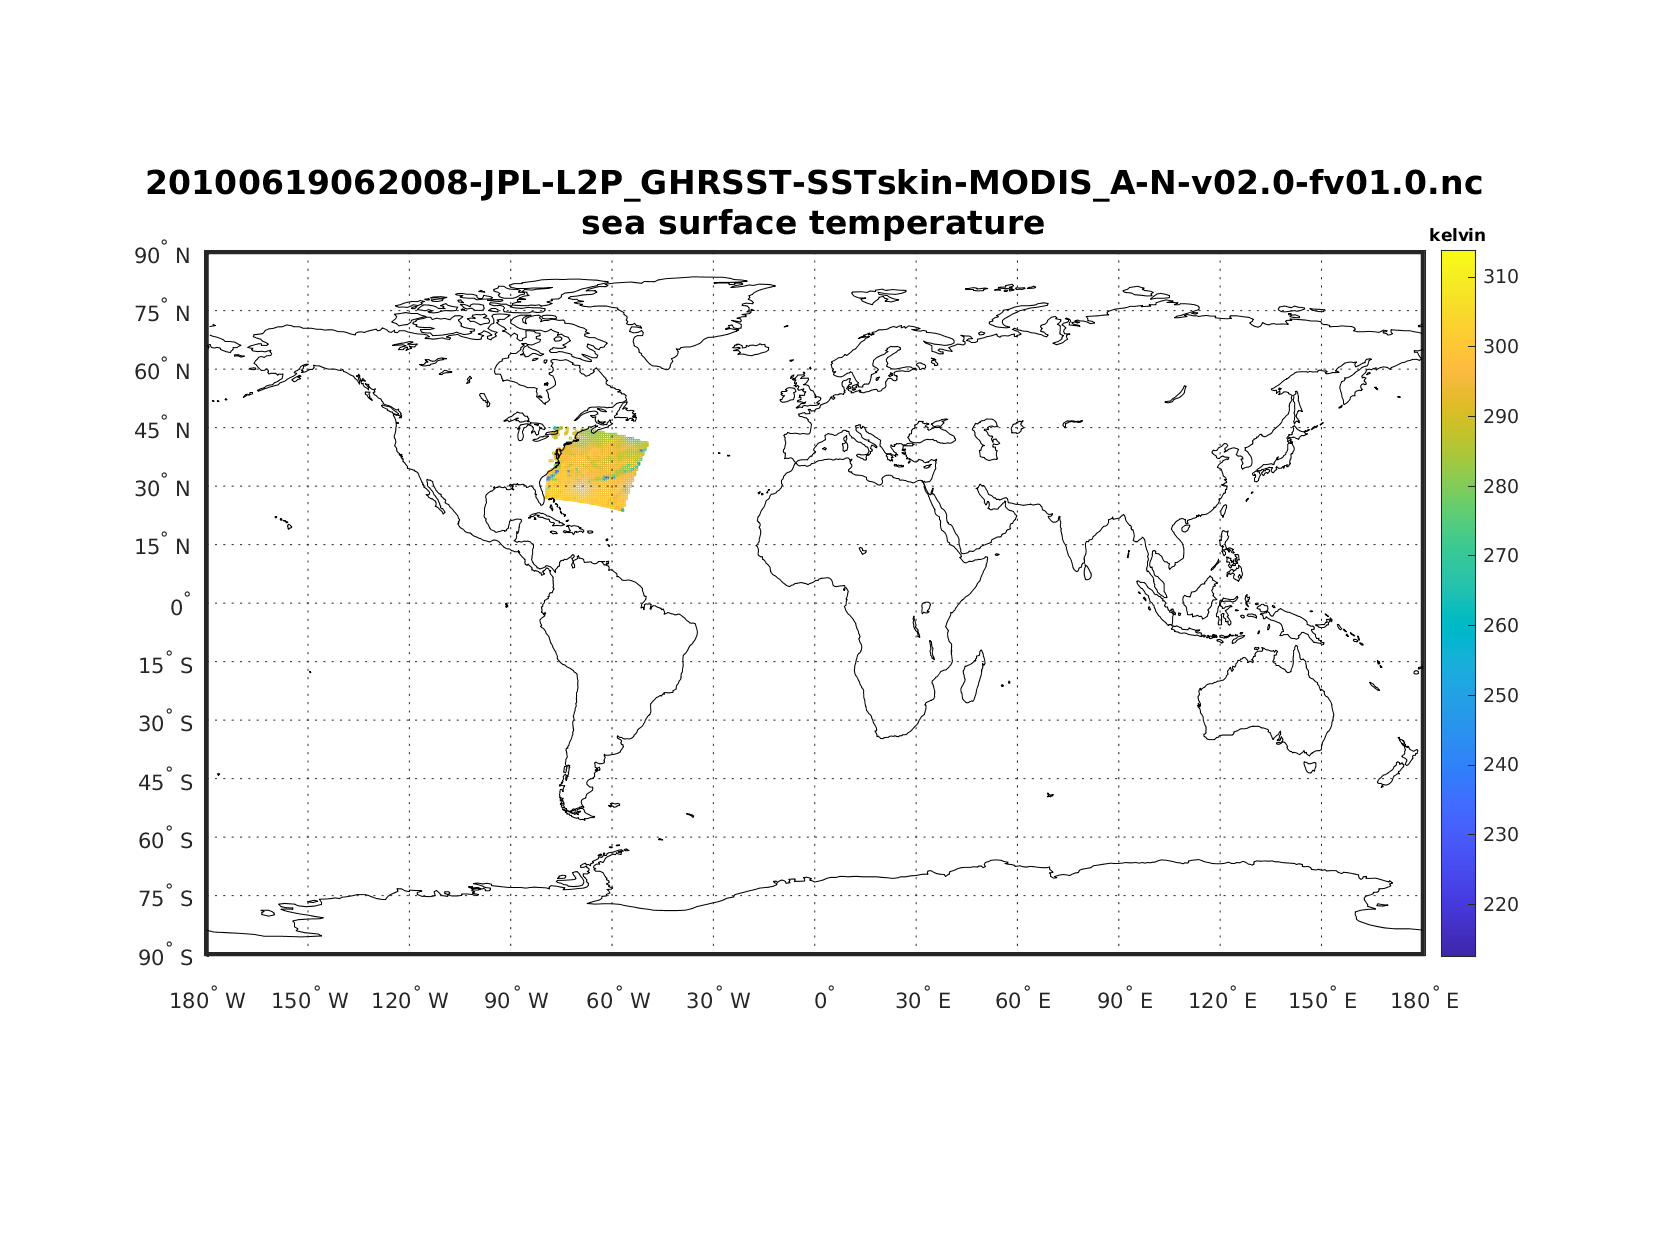 20100619062008-JPL-L2P_GHRSST-SSTskin-MODIS_A-N-v02.0-fv01.0.nc
sea surface temperature
kelvin
90° N
75° N
60° N
45° N
30° N
15° N
0°
15° S
30° S
45° S
60° S
75° S
90° S
310
300
290
280
270
260
250
240
230
220
180° W 150° W 120° W 90° W 60° W 30° W 0° 30° E 60° E 90° E 120° E 150° E 180° E